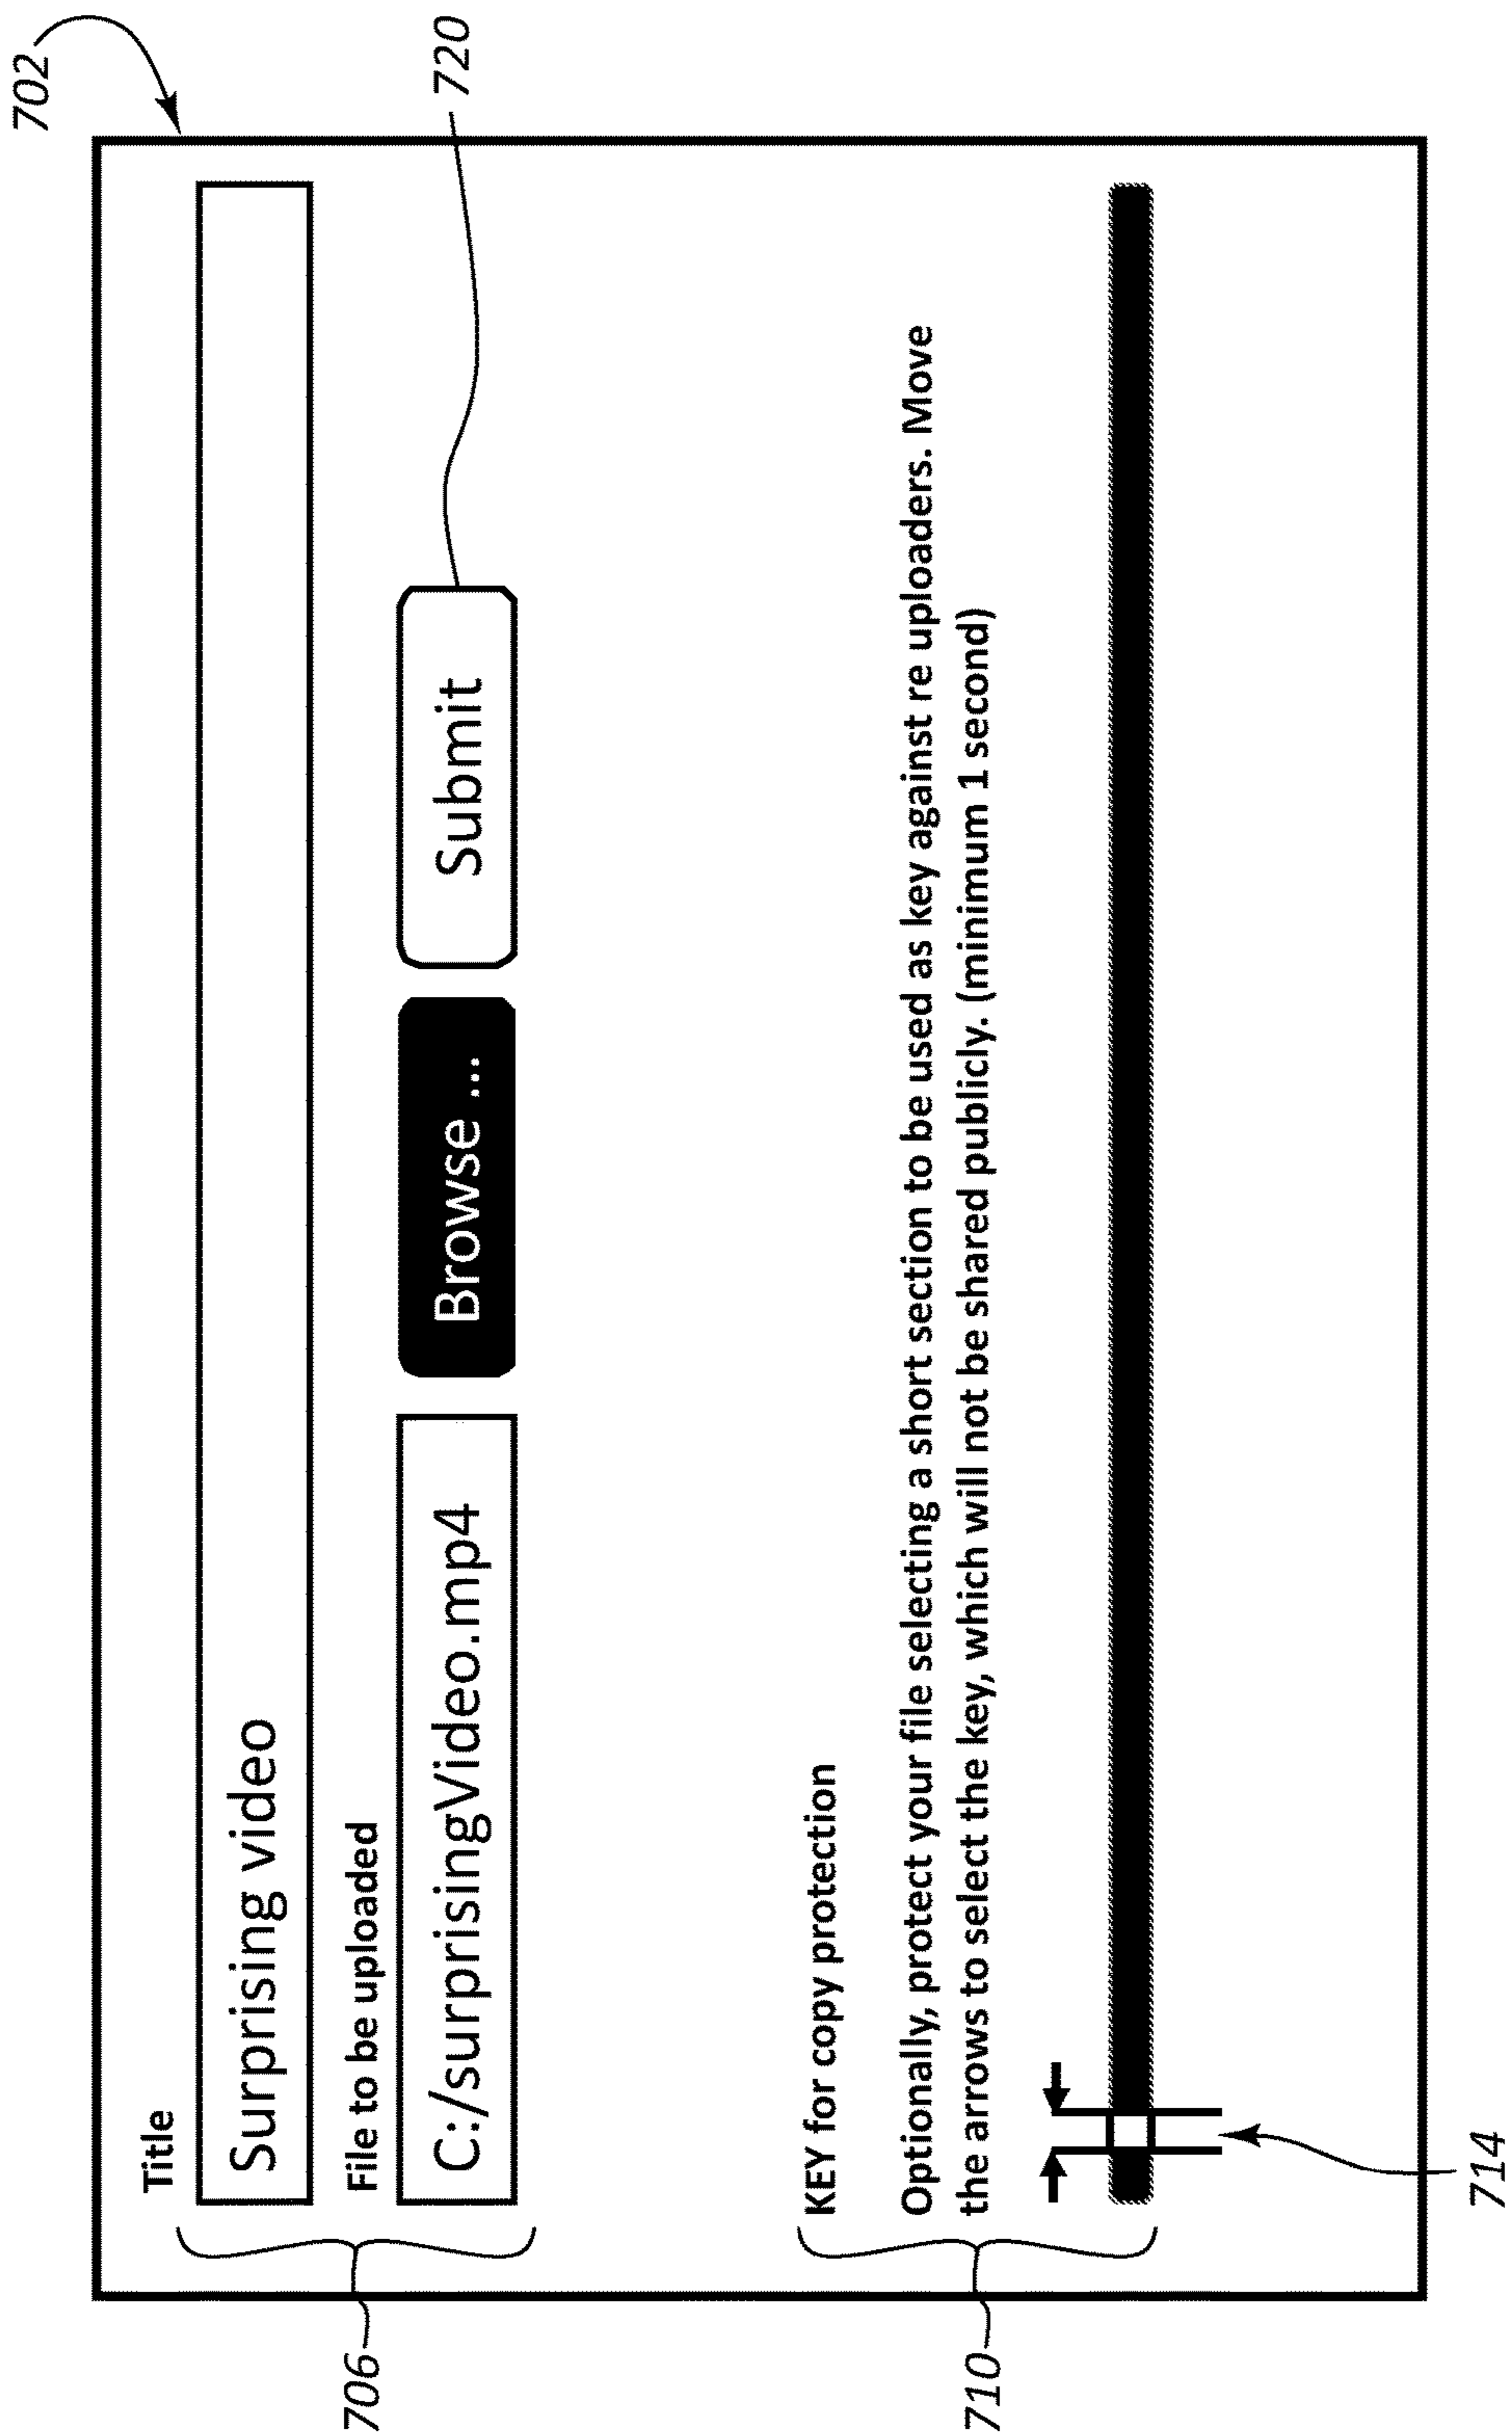 702
Title
Surprising video
File to be uploaded
706
C:/surprisingVideo.mp4 Browse ... Submit
720
KEY for copy protection
710
Optionally, protect your file selecting a short section to be used as key against re uploaders. Move
the arrows to select the key, which will not be shared publicly. (minimum 1 second)
714